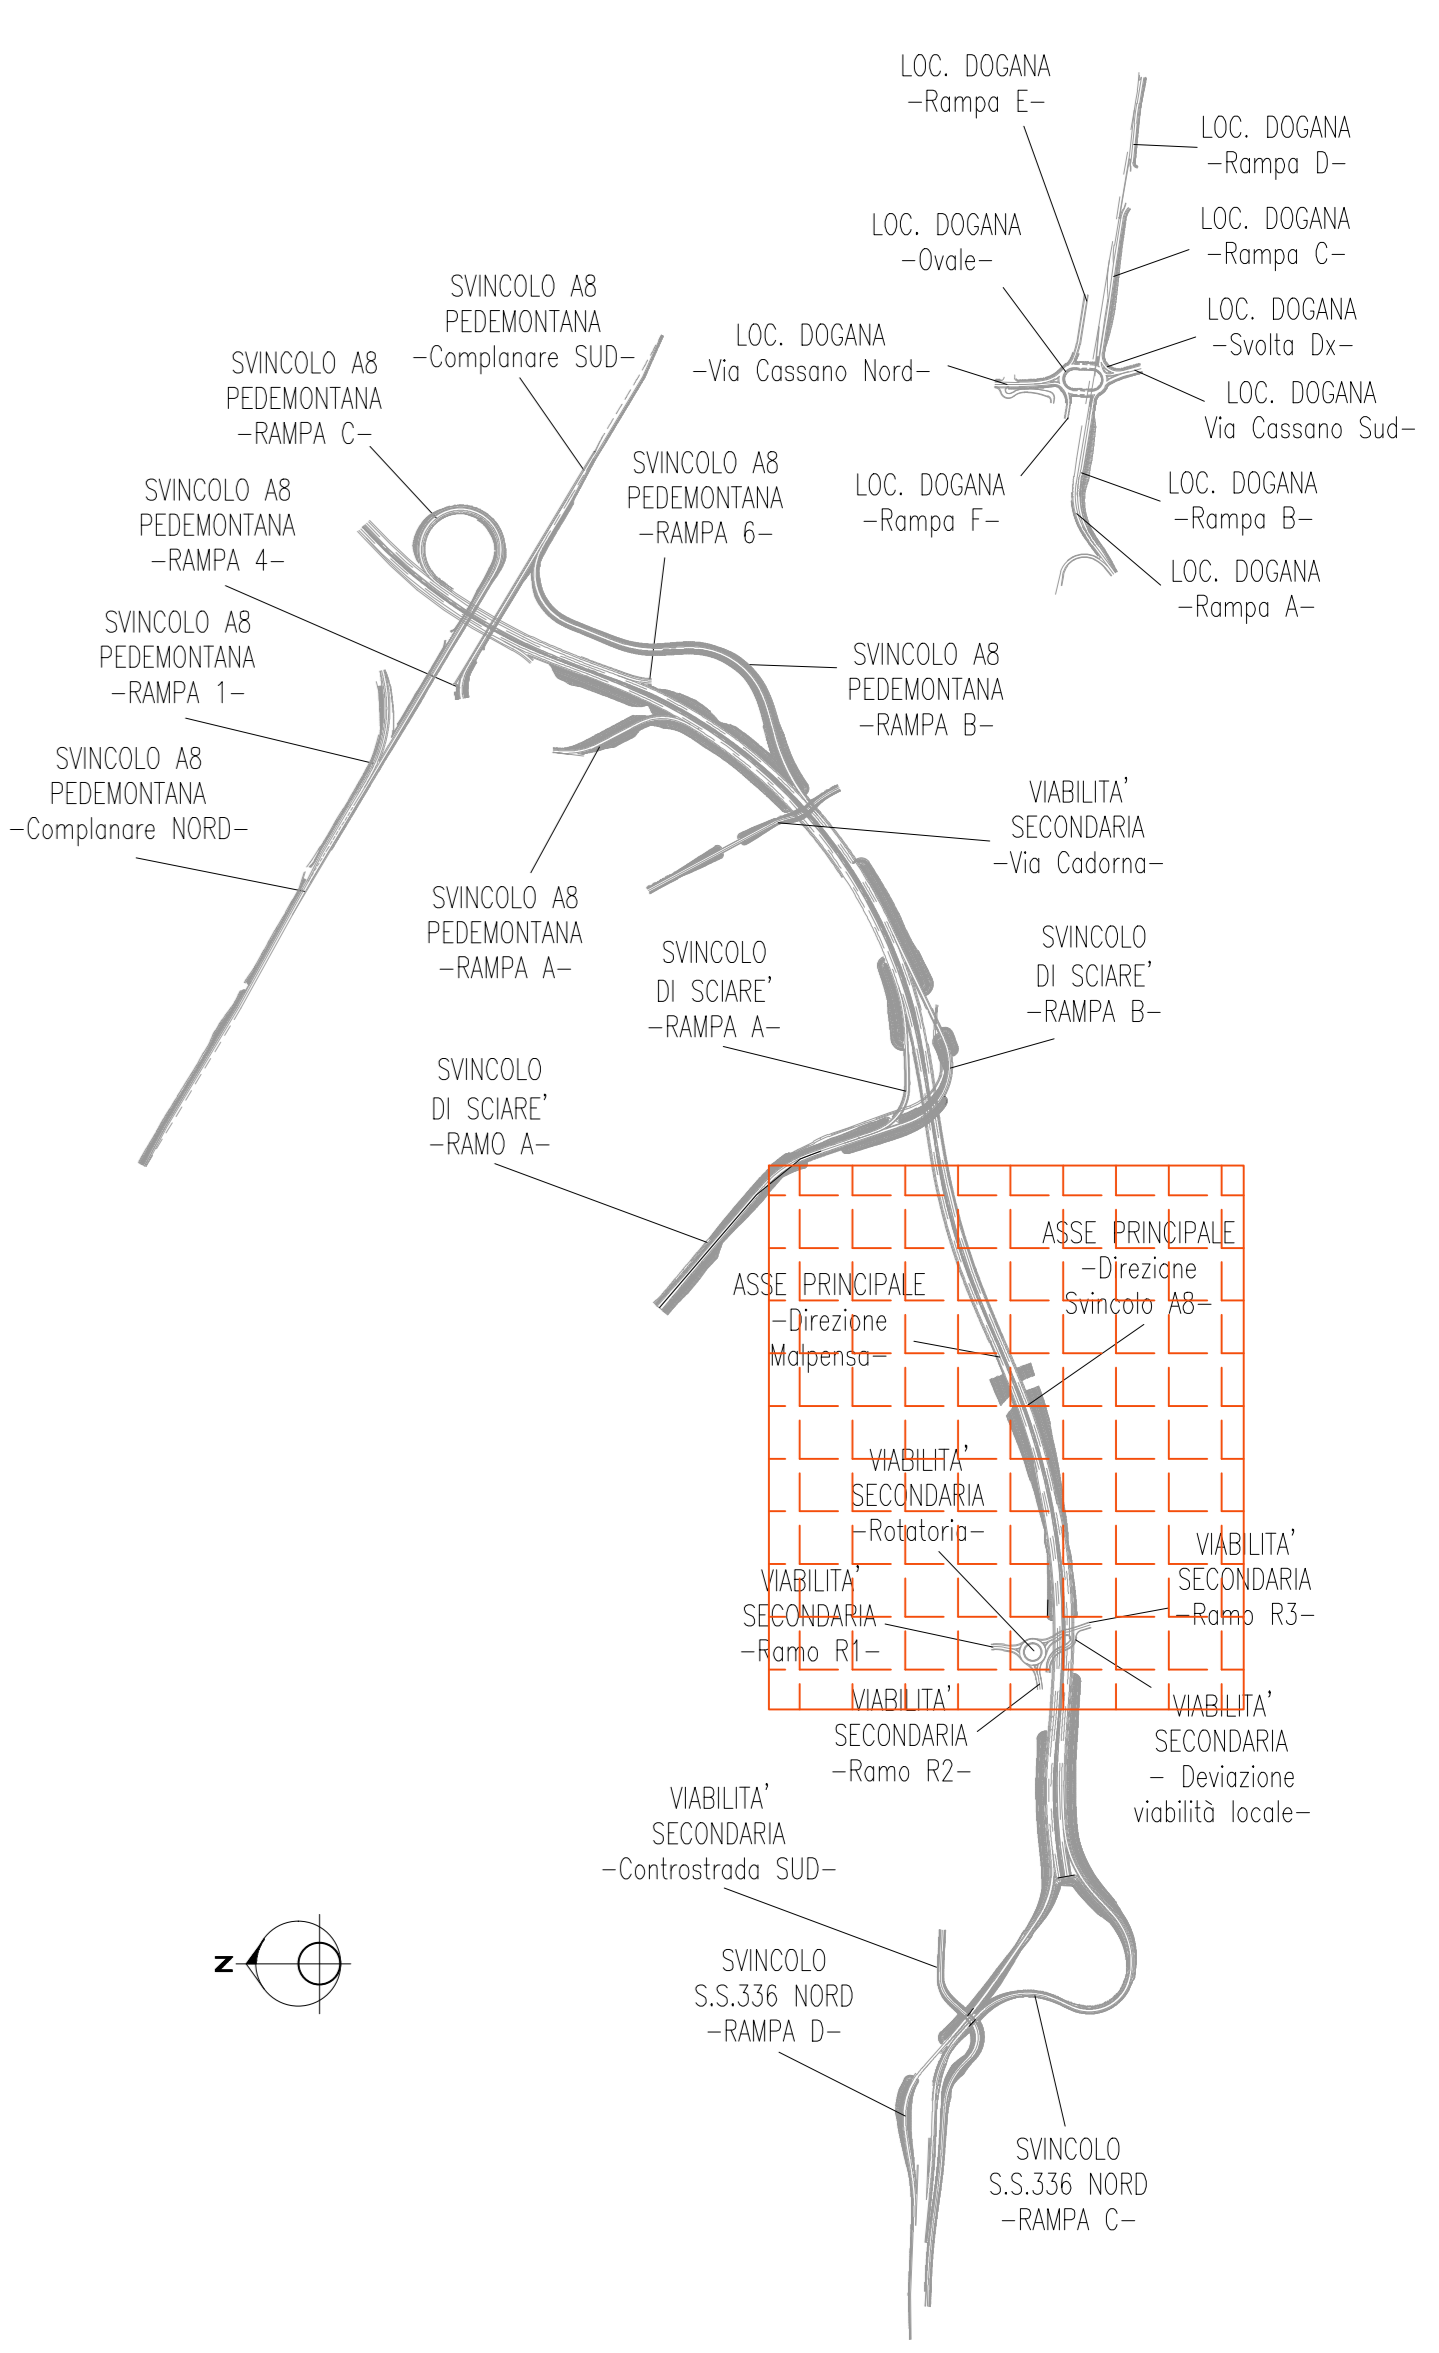 LOC. DOGANA
-Rampa E-
LOC. DOGANA
-Rampa D-
LOC. DOGANA
-Ovale-
LOC. DOGANA
-Rampa C-
SVINCOLO A8
PEDEMONTANA
-Complanare SUD-
LOC. DOGANA
-Via Cassano Nord-
LOC. DOGANA
-Svolta Dx-
SVINCOLO A8
PEDEMONTANA
-RAMPA C-
LOC. DOGANA
Via Cassano Sud-
SVINCOLO A8
PEDEMONTANA
-RAMPA 4-
SVINCOLO A8
PEDEMONTANA
-RAMPA 6-
LOC. DOGANA
-Rampa F-
LOC. DOGANA
-Rampa B-
LOC. DOGANA
-Rampa A-
SVINCOLO A8
PEDEMONTANA
-RAMPA 1-
SVINCOLO A8
PEDEMONTANA
-RAMPA B-
SVINCOLO A8
PEDEMONTANA
-Complanare NORD-
VIABILITA'
SECONDARIA
-Via Cadorna-
SVINCOLO A8
PEDEMONTANA
-RAMPA A-
SVINCOLO
DI SCIARE'
-RAMPA A-
SVINCOLO
DI SCIARE'
-RAMPA B-
SVINCOLO
DI SCIARE'
-RAMO A-
ASSE PRINCIPALE
-Direzione
Svincolo A8-
ASSE PRINCIPALE
-Direzione
Malpensa-
VIABILITA'
SECONDARIA
-Rotatoria-
VIABILITA'
SECONDARIA
-Ramo R3-
VIABILITA'
SECONDARIA
-Ramo R1-
VIABILITA'
SECONDARIA
-Ramo R2-
VIABILITA'
SECONDARIA
- Deviazione
viabilità locale-
VIABILITA'
SECONDARIA
-Controstrada SUD-
N
SVINCOLO
S.S.336 NORD
-RAMPA D-
SVINCOLO
S.S.336 NORD
-RAMPA C-